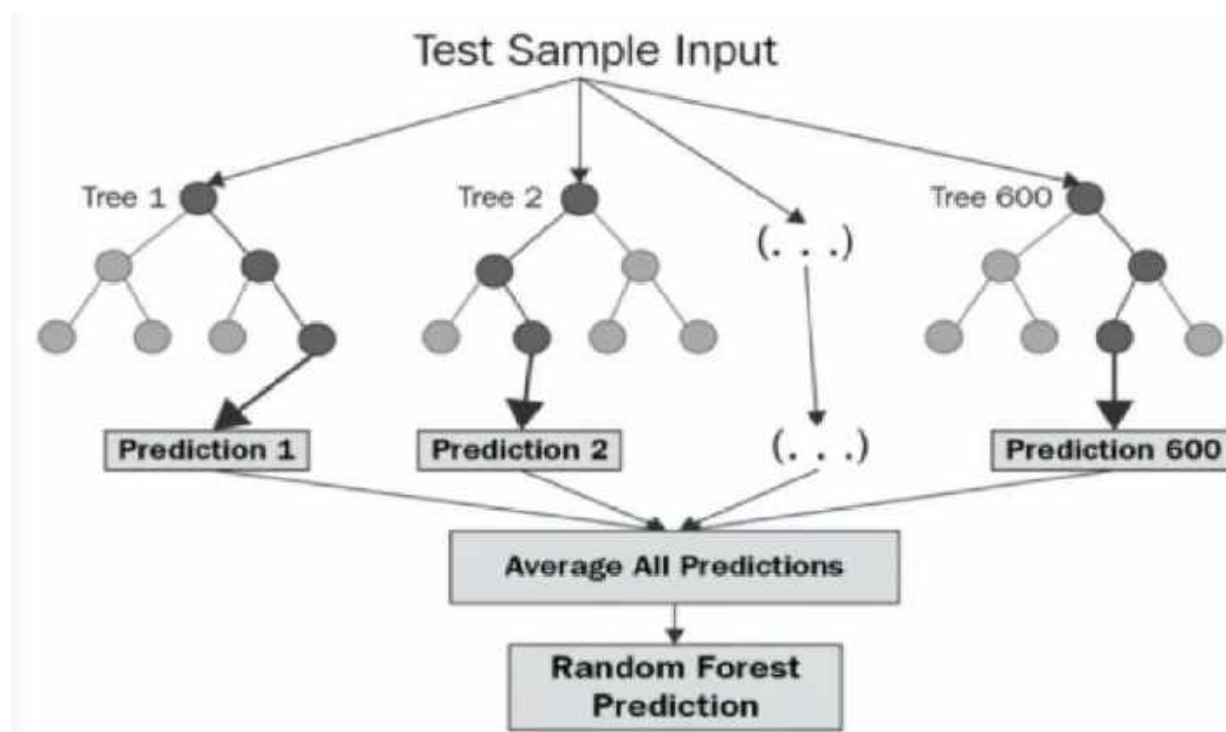 Test Sample Input
Tree 1
Tree 2
Tree 600
(. . .)
Prediction 1
Prediction 2
(. . .)
Prediction 600
Average All Predictions
Random Forest
Prediction